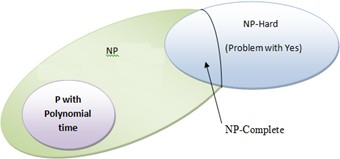 NP-Hard
(Problem with Yes)
NP
P with
Polynomial
time
NP-Complete